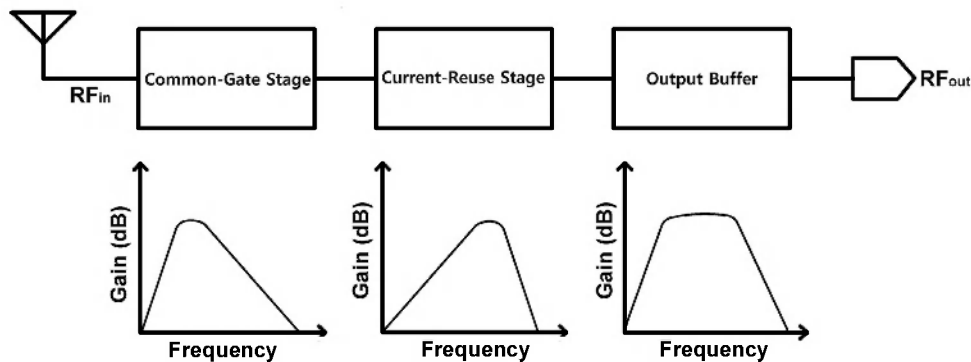 Common-Gate Stage
Current-Reuse Stage
Output Buffer
RFin
RFout
Gain (dB)
Frequency
Gain (dB)
Frequency
Gain (dB)
Frequency